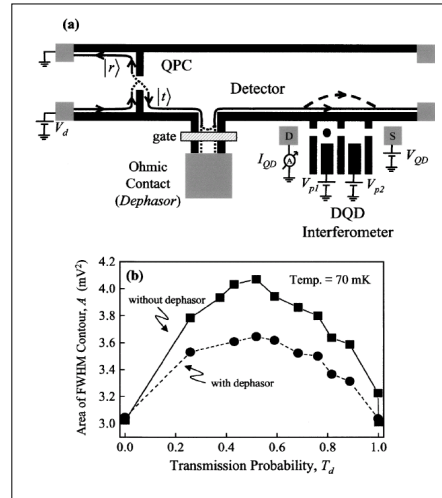 (a)
|r⟩
QPC
|t⟩
Detector
V_d
gate
Ohmic
Contact
(Dephasor)
D
S
A
I_QD
V_p1
V_p2
V_QD
DQD
Interferometer
(b)
Temp. = 70 mK
without dephasor
with dephasor
Area of FWHM Contour, A (mV²)
4.2
4.0
3.8
3.6
3.4
3.2
3.0
0.0 0.2 0.4 0.6 0.8 1.0
Transmission Probability, T_d